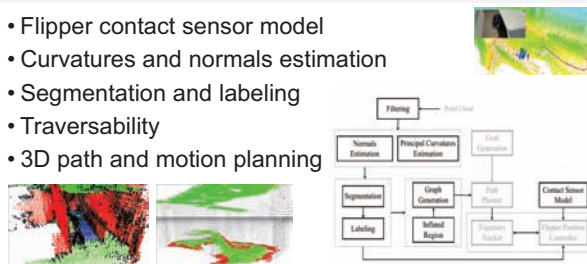 • Flipper contact sensor model
• Curvatures and normals estimation
• Segmentation and labeling
• Traversability
• 3D path and motion planning
Filtering
Point Cloud
Normals
Estimation
Principal Curvatures
Estimation
Goal
Generation
Segmentation
Labeling
Graph
Generation
Inflated
Region
Path
Planner
Contact Sensor
Model
Trajectory
Tracker
Flipper Position
Controller